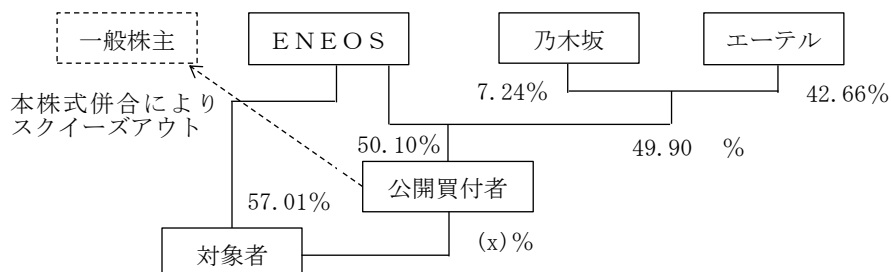 一般株主
ＥＮＥＯＳ
乃木坂
エーテル
本株式併合により
スクイーズアウト
7.24%
42.66%
50.10%
49.90 %
公開買付者
57.01%
対象者
(x)%